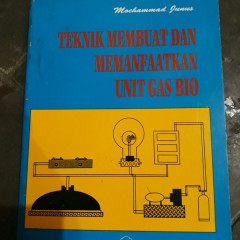 Mochammad Junus
TEKNIK MEMBUAT DAN
MEMANFAATKAN
UNIT GAS BIO